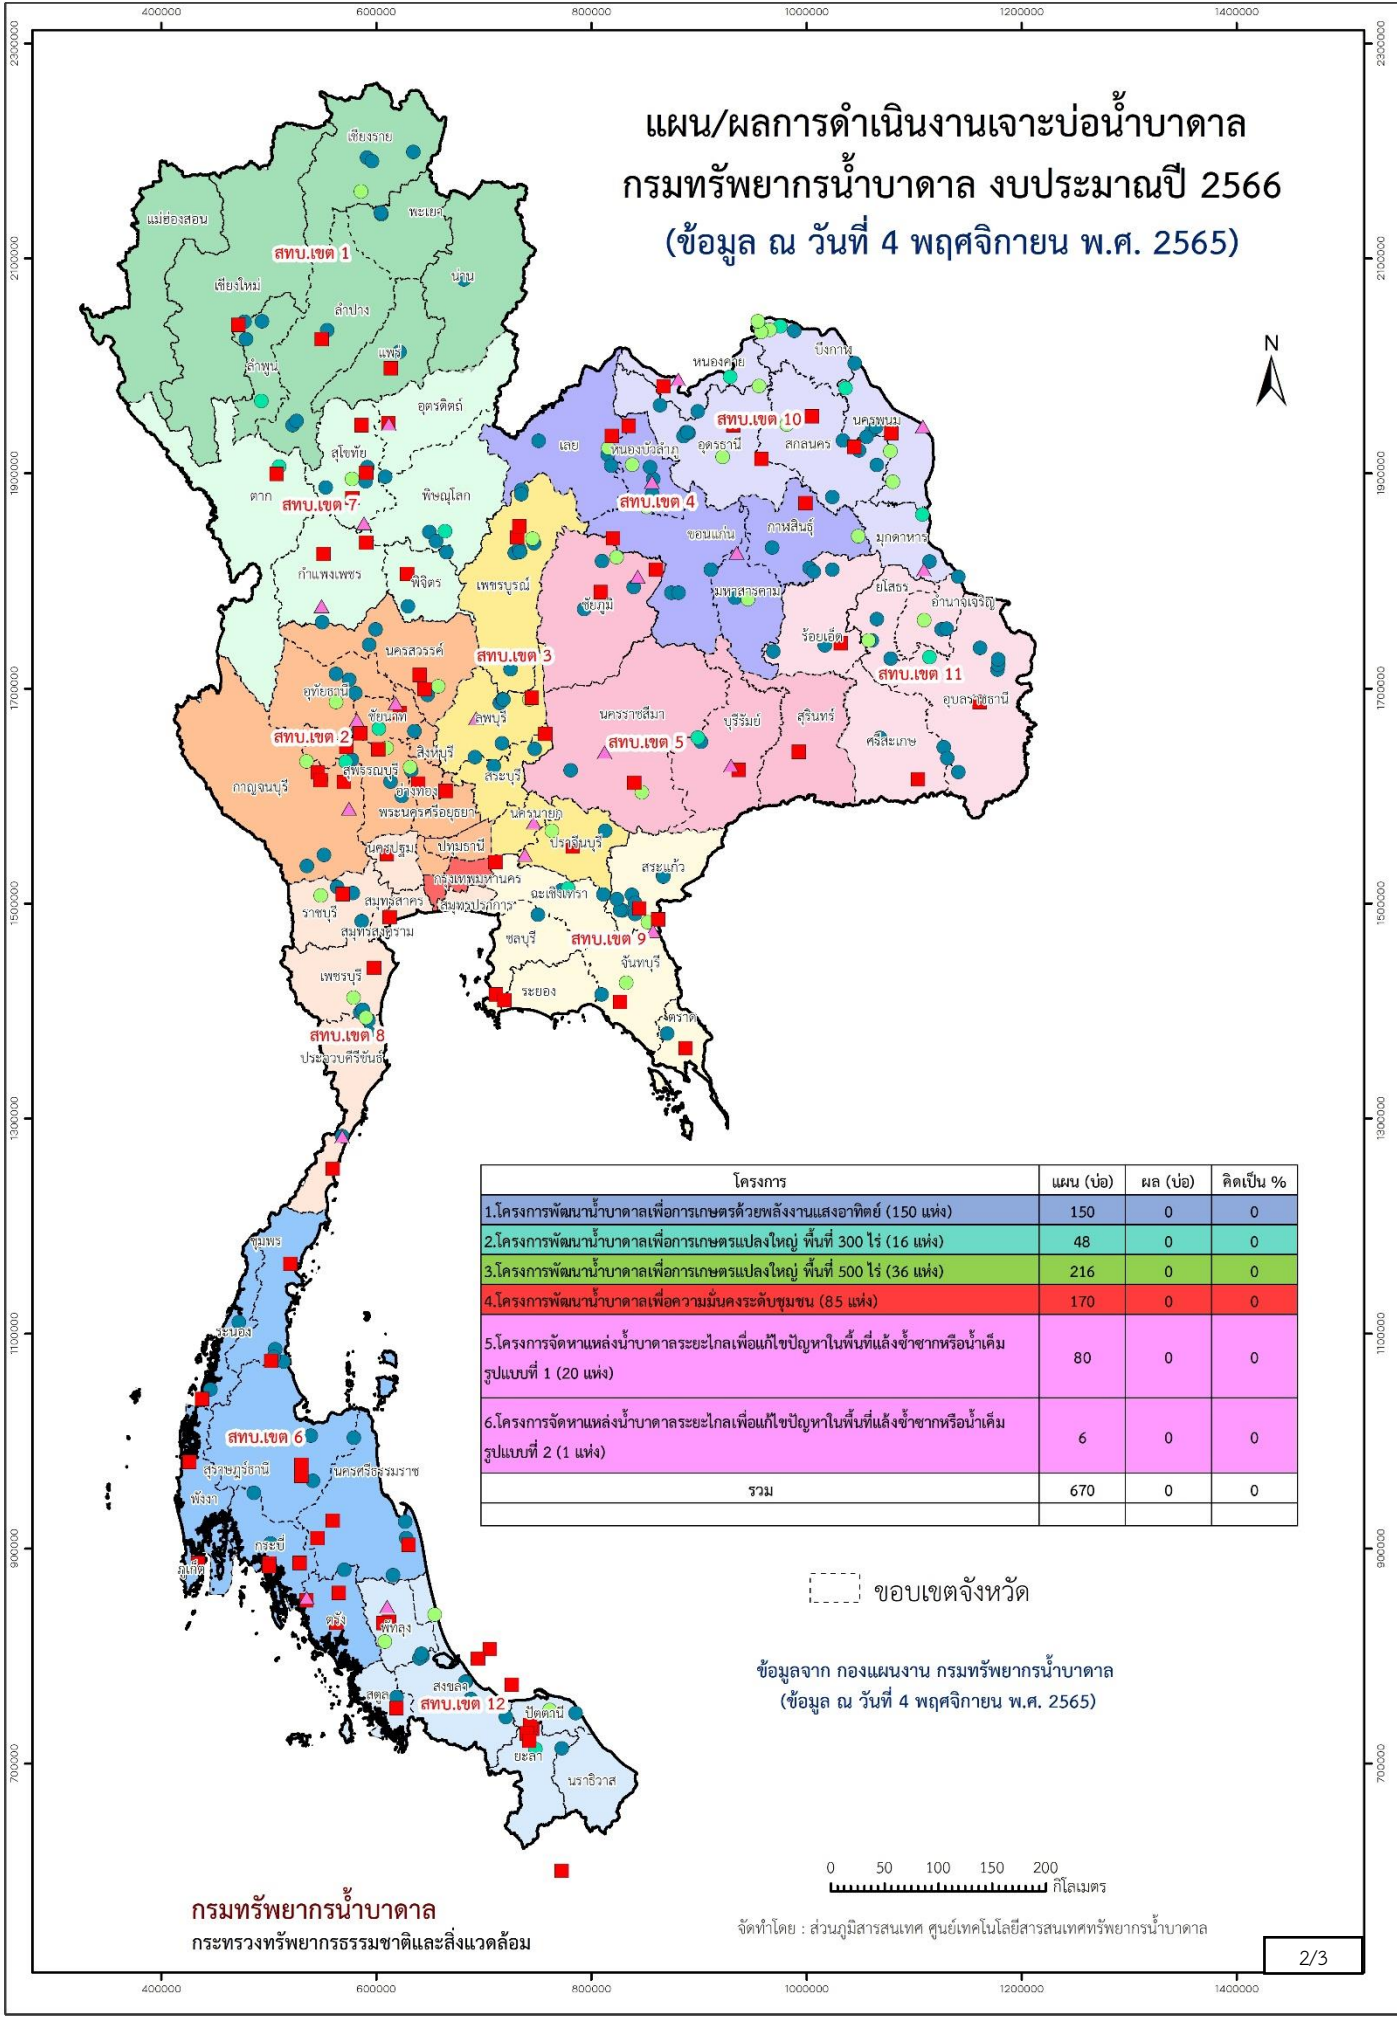 400000 600000 800000 1000000 1200000 1400000
2300000 2300000
แผน/ผลการดำเนินงานเจาะบ่อน้ำบาดาล
กรมทรัพยากรน้ำบาดาล งบประมาณปี 2566
(ข้อมูล ณ วันที่ 4 พฤศจิกายน พ.ศ. 2565)
เชียงราย
แม่ฮ่องสอน
พะเยา
สทบ.เขต 1
2100000 2100000
น่าน
เชียงใหม่
ลำปาง
N
แพร่
ลำพูน
หนองคาย
บึงกาฬ
อุตรดิตถ์
สทบ.เขต 10
นครพนม
เลย
หนองบัวลำภู
อุดรธานี
สกลนคร
สุโขทัย
1900000 1900000
ตาก
สทบ.เขต 7
พิษณุโลก
สทบ.เขต 4
ขอนแก่น
กาฬสินธุ์
มุกดาหาร
กำแพงเพชร
พิจิตร
เพชรบูรณ์
ชัยภูมิ
มหาสารคาม
ยโสธร
อำนาจเจริญ
ร้อยเอ็ด
นครสวรรค์
สทบ.เขต 3
สทบ.เขต 11
1700000 1700000
อุทัยธานี
อุบลราชธานี
ชัยนาท
ลพบุรี
นครราชสีมา
บุรีรัมย์
สุรินทร์
ศรีสะเกษ
สทบ.เขต 2
สทบ.เขต 5
สิงห์บุรี
สุพรรณบุรี
สระบุรี
กาญจนบุรี
อ่างทอง
พระนครศรีอยุธยา
นครนายก
ปราจีนบุรี
นครปฐม
ปทุมธานี
สระแก้ว
กรุงเทพมหานคร
ฉะเชิงเทรา
1500000 1500000
ราชบุรี
สมุทรสาคร
สมุทรปราการ
สมุทรสงคราม
ชลบุรี
สทบ.เขต 9
จันทบุรี
เพชรบุรี
ระยอง
ตราด
สทบ.เขต 8
ประจวบคีรีขันธ์
1300000 1300000
โครงการ แผน (บ่อ) ผล (บ่อ) คิดเป็น %
1.โครงการพัฒนาน้ำบาดาลเพื่อการเกษตรด้วยพลังงานแสงอาทิตย์ (150 แห่ง) 150 0 0
2.โครงการพัฒนาน้ำบาดาลเพื่อการเกษตรแปลงใหญ่ พื้นที่ 300 ไร่ (16 แห่ง) 48 0 0
3.โครงการพัฒนาน้ำบาดาลเพื่อการเกษตรแปลงใหญ่ พื้นที่ 500 ไร่ (36 แห่ง) 216 0 0
4.โครงการพัฒนาน้ำบาดาลเพื่อความมั่นคงระดับชุมชน (85 แห่ง) 170 0 0
5.โครงการจัดหาแหล่งน้ำบาดาลระยะไกลเพื่อแก้ไขปัญหาในพื้นที่แล้งซ้ำซากหรือน้ำเค็ม
รูปแบบที่ 1 (20 แห่ง) 80 0 0
6.โครงการจัดหาแหล่งน้ำบาดาลระยะไกลเพื่อแก้ไขปัญหาในพื้นที่แล้งซ้ำซากหรือน้ำเค็ม
รูปแบบที่ 2 (1 แห่ง) 6 0 0
รวม 670 0 0
ชุมพร
ระนอง
1100000 1100000
สทบ.เขต 6
สุราษฎร์ธานี
นครศรีธรรมราช
พังงา
กระบี่
900000 900000
ภูเก็ต
ตรัง
พัทลุง
ขอบเขตจังหวัด
ข้อมูลจาก กองแผนงาน กรมทรัพยากรน้ำบาดาล
(ข้อมูล ณ วันที่ 4 พฤศจิกายน พ.ศ. 2565)
สตูล
สงขลา
สทบ.เขต 12
ปัตตานี
ยะลา
700000 700000
นราธิวาส
0 50 100 150 200
กิโลเมตร
กรมทรัพยากรน้ำบาดาล
กระทรวงทรัพยากรธรรมชาติและสิ่งแวดล้อม
จัดทำโดย : ส่วนภูมิสารสนเทศ ศูนย์เทคโนโลยีสารสนเทศทรัพยากรน้ำบาดาล
2/3
400000 600000 800000 1000000 1200000 1400000